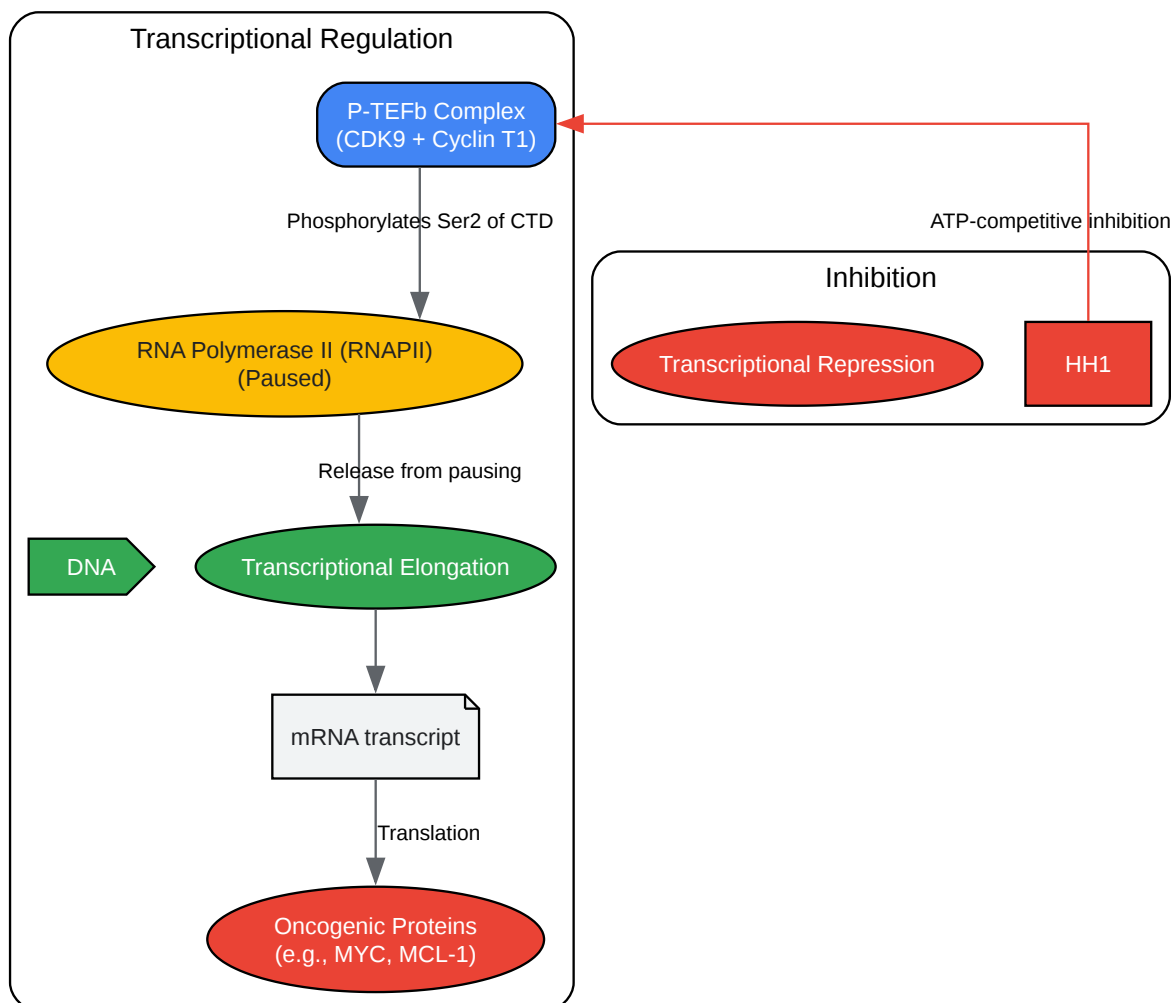 Transcriptional Regulation
P-TEFb Complex
(CDK9 + Cyclin T1)
Phosphorylates Ser2 of CTD
ATP-competitive inhibition
Inhibition
RNA Polymerase II (RNAPII)
(Paused)
Transcriptional Repression
HH1
Release from pausing
DNA
Transcriptional Elongation
mRNA transcript
Translation
Oncogenic Proteins
(e.g., MYC, MCL-1)